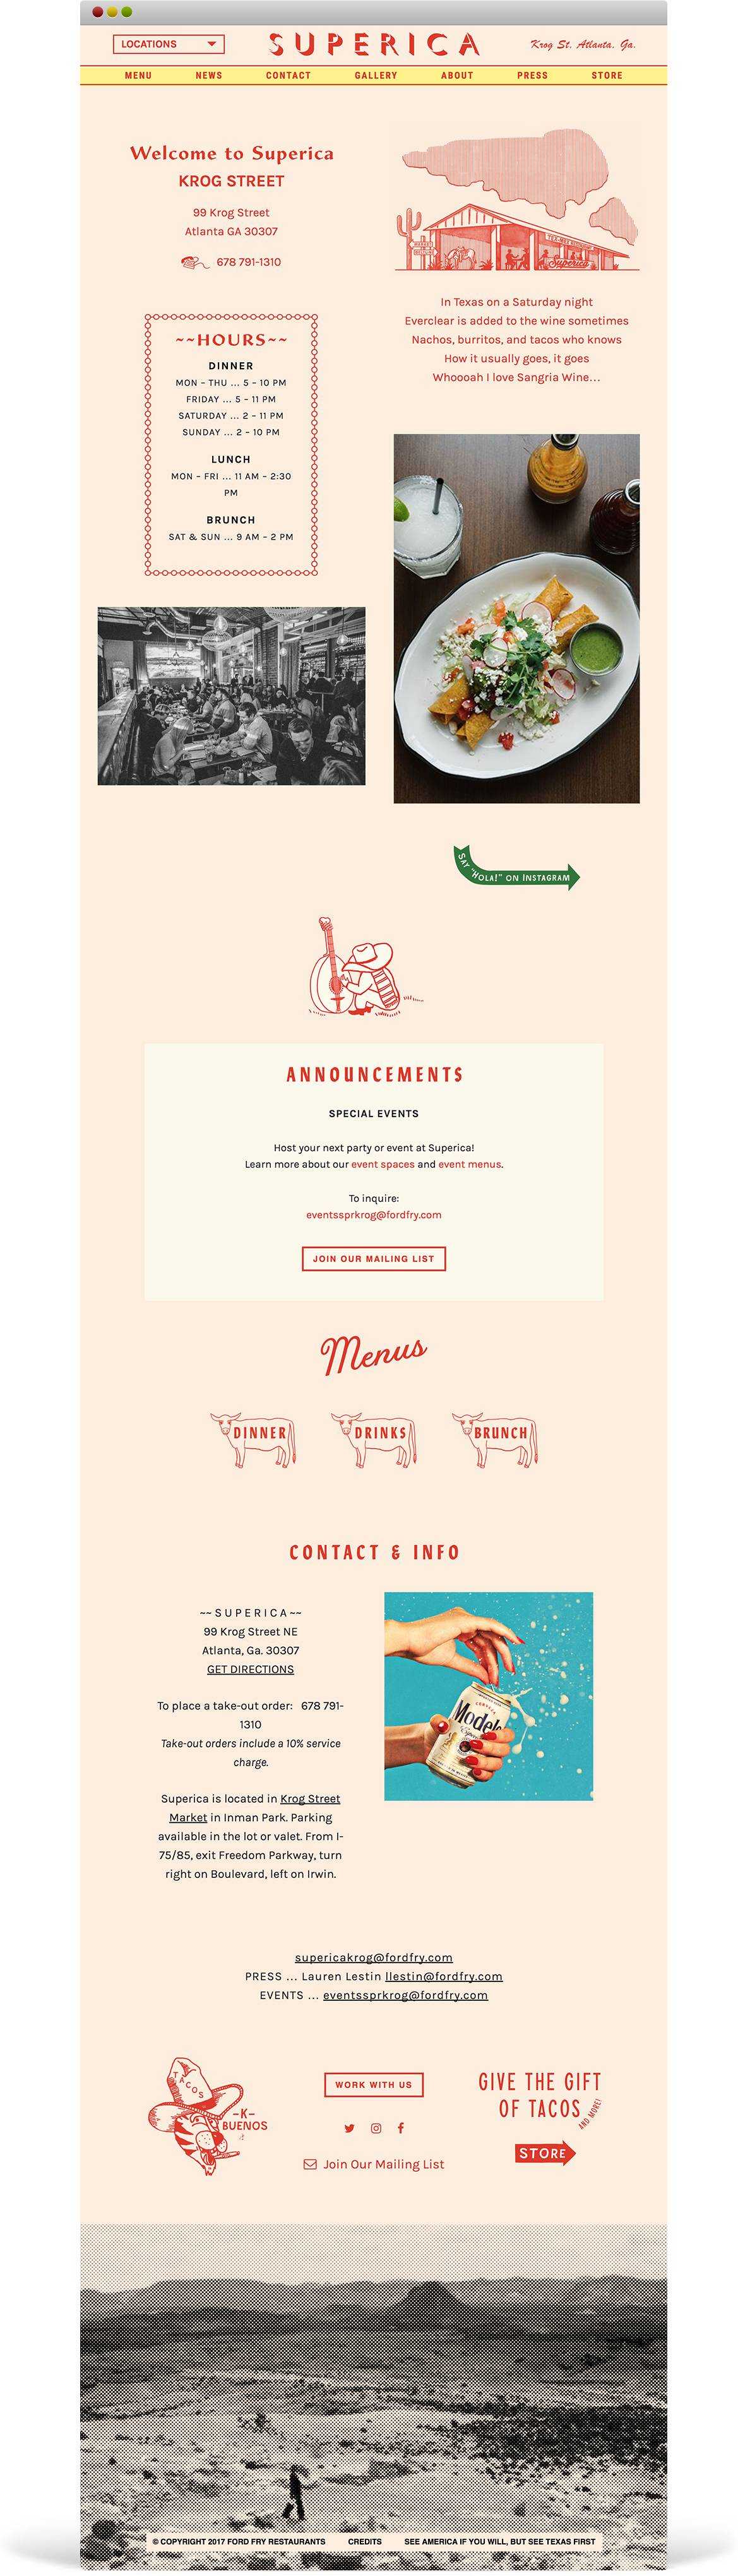 LOCATIONS
SUPERICA
Krog St. Atlanta. Ga.
MENU NEWS CONTACT GALLERY ABOUT PRESS STORE
Welcome to Superica
KROG STREET
99 Krog Street
Atlanta GA 30307
678 791-1310
Superica
In Texas on a Saturday night
Everclear is added to the wine sometimes
Nachos, burritos, and tacos who knows
How it usually goes, it goes
Whoooah I love Sangria Wine...
~~HOURS~~
DINNER
MON – THU ... 5 – 10 PM
FRIDAY ... 5 – 11 PM
SATURDAY ... 2 – 11 PM
SUNDAY ... 2 – 10 PM
LUNCH
MON – FRI ... 11 AM – 2:30
PM
BRUNCH
SAT & SUN ... 9 AM – 2 PM
SAY "HOLA!" ON INSTAGRAM
ANNOUNCEMENTS
SPECIAL EVENTS
Host your next party or event at Superica!
Learn more about our event spaces and event menus.
To inquire:
eventssprkrog@fordfry.com
JOIN OUR MAILING LIST
Menus
DINNER DRINKS BRUNCH
CONTACT & INFO
~~ S U P E R I C A ~~
99 Krog Street NE
Atlanta, Ga. 30307
GET DIRECTIONS
To place a take-out order: 678 791-
1310
Take-out orders include a 10% service
charge.
Superica is located in Krog Street
Market in Inman Park. Parking
available in the lot or valet. From I-
75/85, exit Freedom Parkway, turn
right on Boulevard, left on Irwin.
CERVEZA
Modelo
supericakrog@fordfry.com
PRESS ... Lauren Lestin llestin@fordfry.com
EVENTS ... eventssprkrog@fordfry.com
TACOS
-K-
BUENOS
WORK WITH US
Join Our Mailing List
GIVE THE GIFT
OF TACOS
AND MORE!
STORE
© COPYRIGHT 2017 FORD FRY RESTAURANTS CREDITS SEE AMERICA IF YOU WILL, BUT SEE TEXAS FIRST